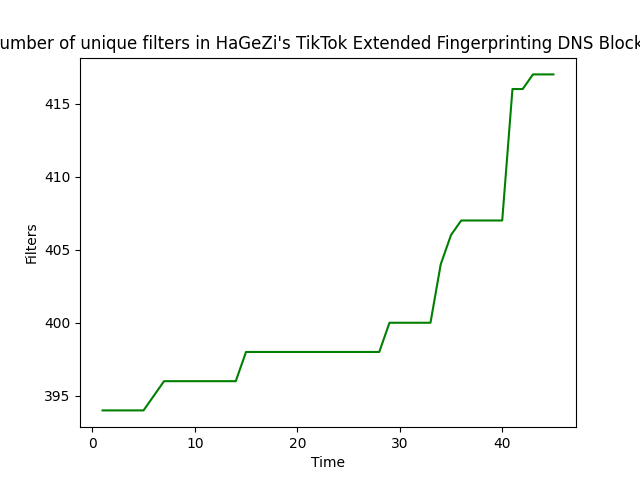 umber of unique filters in HaGeZi's TikTok Extended Fingerprinting DNS Block
415
410
405
400
395
Filters
0 10 20 30 40
Time